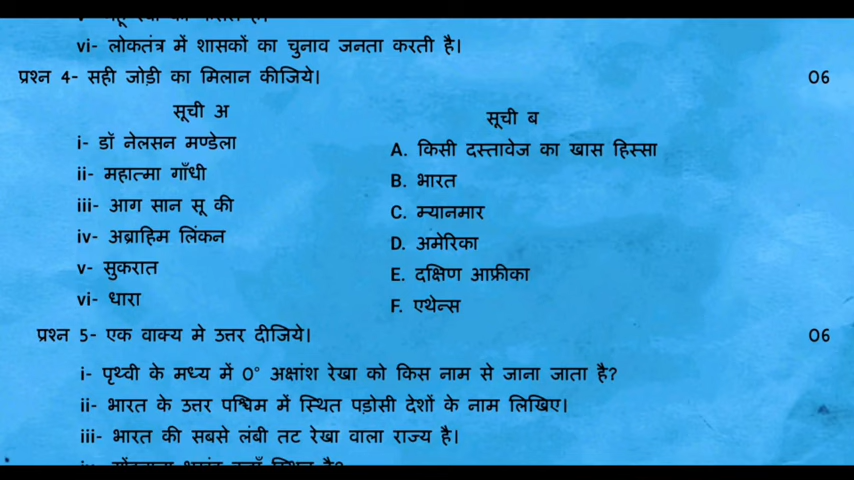 vi- लोकतंत्र में शासकों का चुनाव जनता करती है।
प्रश्न 4- सही जोड़ी का मिलान कीजिये। 06
सूची अ
i- डॉ नेलसन मण्डेला
ii- महात्मा गाँधी
iii- आग सान सू की
iv- अब्राहिम लिंकन
v- सुकरात
vi- धारा
सूची ब
A. किसी दस्तावेज का खास हिस्सा
B. भारत
C. म्यानमार
D. अमेरिका
E. दक्षिण आफ्रीका
F. एथेन्स
प्रश्न 5- एक वाक्य मे उत्तर दीजिये। 06
i- पृथ्वी के मध्य में 0° अक्षांश रेखा को किस नाम से जाना जाता है?
ii- भारत के उत्तर पश्चिम में स्थित पड़ोसी देशों के नाम लिखिए।
iii- भारत की सबसे लंबी तट रेखा वाला राज्य है।